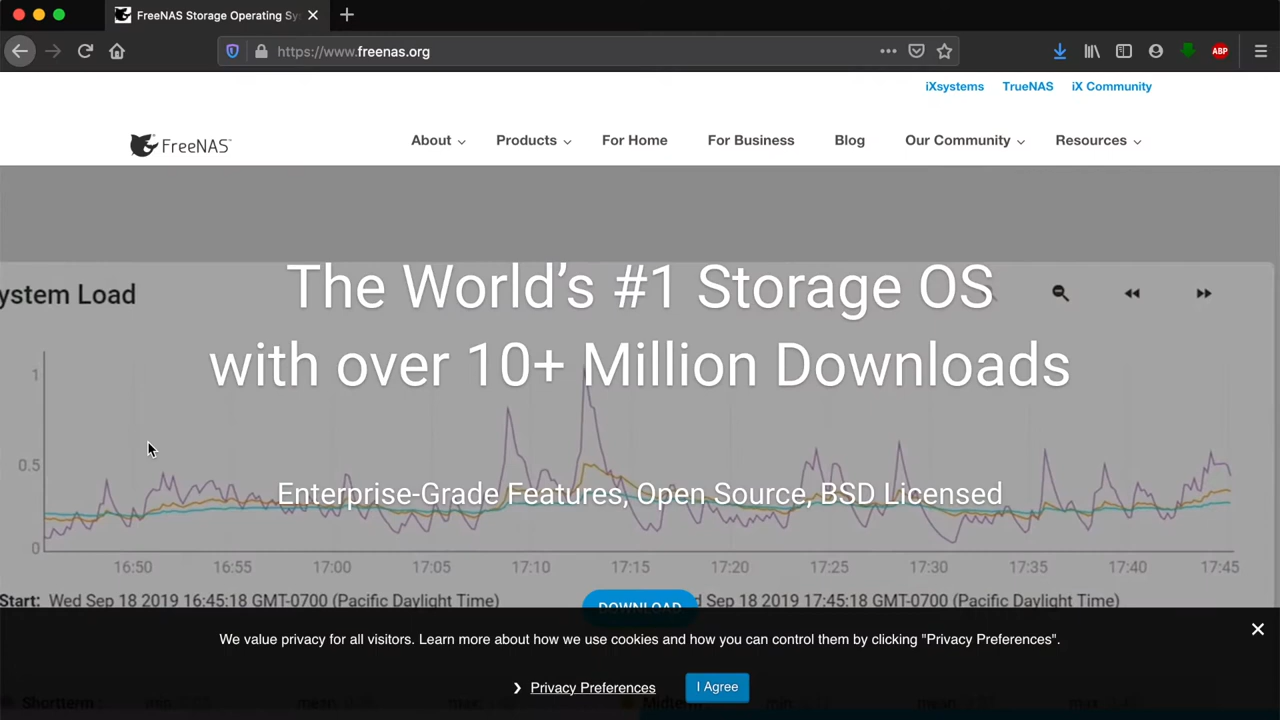 FreeNAS Storage Operating Sy
https://www.freenas.org
ABP
iXsystems TrueNAS iX Community
FreeNAS
About Products For Home For Business Blog Our Community Resources
The World's #1 Storage OS
with over 10+ Million Downloads
ystem Load
Enterprise-Grade Features, Open Source, BSD Licensed
1
0.5
0
16:50 16:55 17:00 17:05 17:10 17:15 17:20 17:25 17:30 17:35 17:40 17:45
Start: Wed Sep 18 2019 16:45:18 GMT-0700 (Pacific Daylight Time)
DOWNLOAD
d Sep 18 2019 17:45:18 GMT-0700 (Pacific Daylight Time)
We value privacy for all visitors. Learn more about how we use cookies and how you can control them by clicking "Privacy Preferences".
Privacy Preferences
I Agree